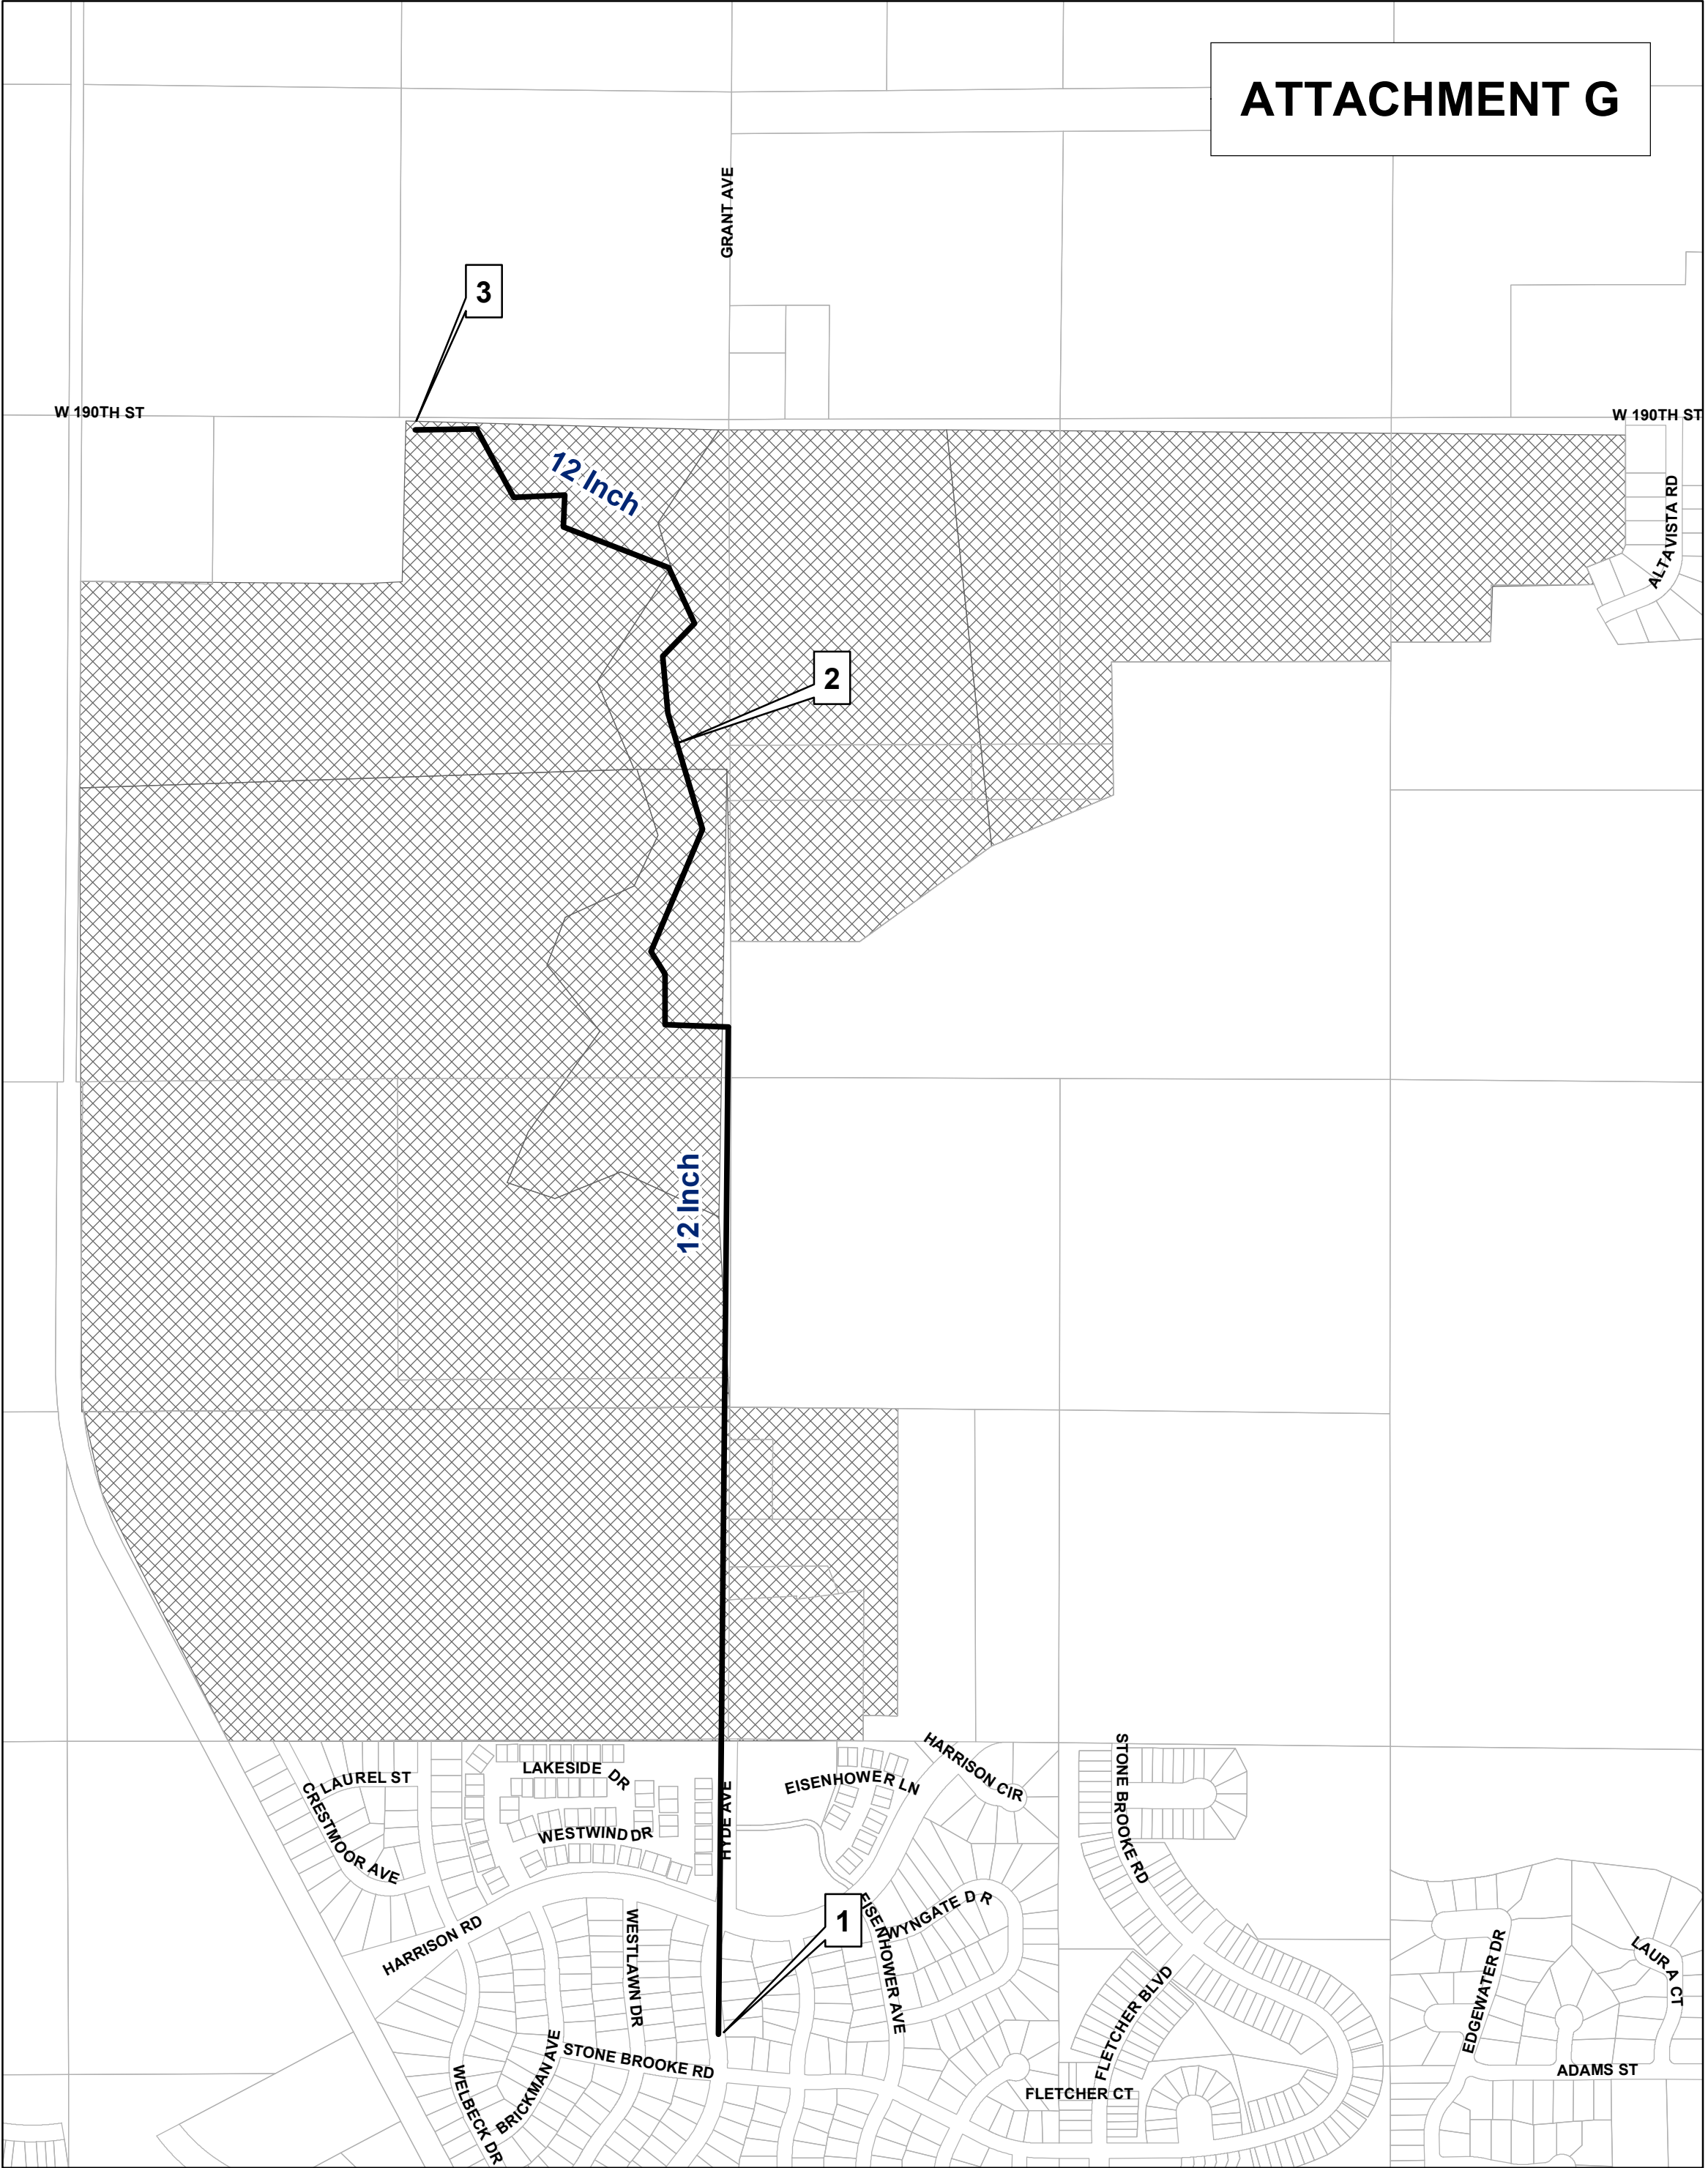 ATTACHMENT G
GRANT AVE
3
W 190TH ST
W 190TH ST
12 Inch
ALTAVISTA RD
2
12 Inch
LAKESIDE DR
LAUREL ST
CRESTMOOR AVE
WESTWIND DR
HYDE AVE
EISENHOWER LN
HARRISON CIR
STONE BROOKE RD
1
WYNGATE D R
EISENHOWER AVE
HARRISON RD
WESTLAWN DR
EDGEWATER DR
LAUR A CT
FLETCHER BLVD
STONE BROOKE RD
BRICKMAN AVE
WELBECK DR
FLETCHER CT
ADAMS ST